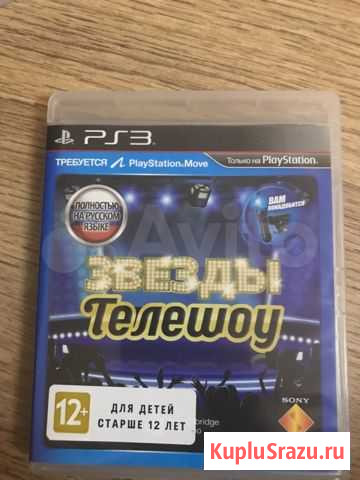 PS3
ТРЕБУЕТСЯ PlayStation.Move
Только на PlayStation.
ПОЛНОСТЬЮ
НА РУССКОМ
ЯЗЫКЕ
ВАМ
ПОНАДОБИТСЯ
Avito
ЗВЕЗДЫ
Телешоу
12+
ДЛЯ ДЕТЕЙ
СТАРШЕ 12 ЛЕТ
SONY
KupluSrazu.ru